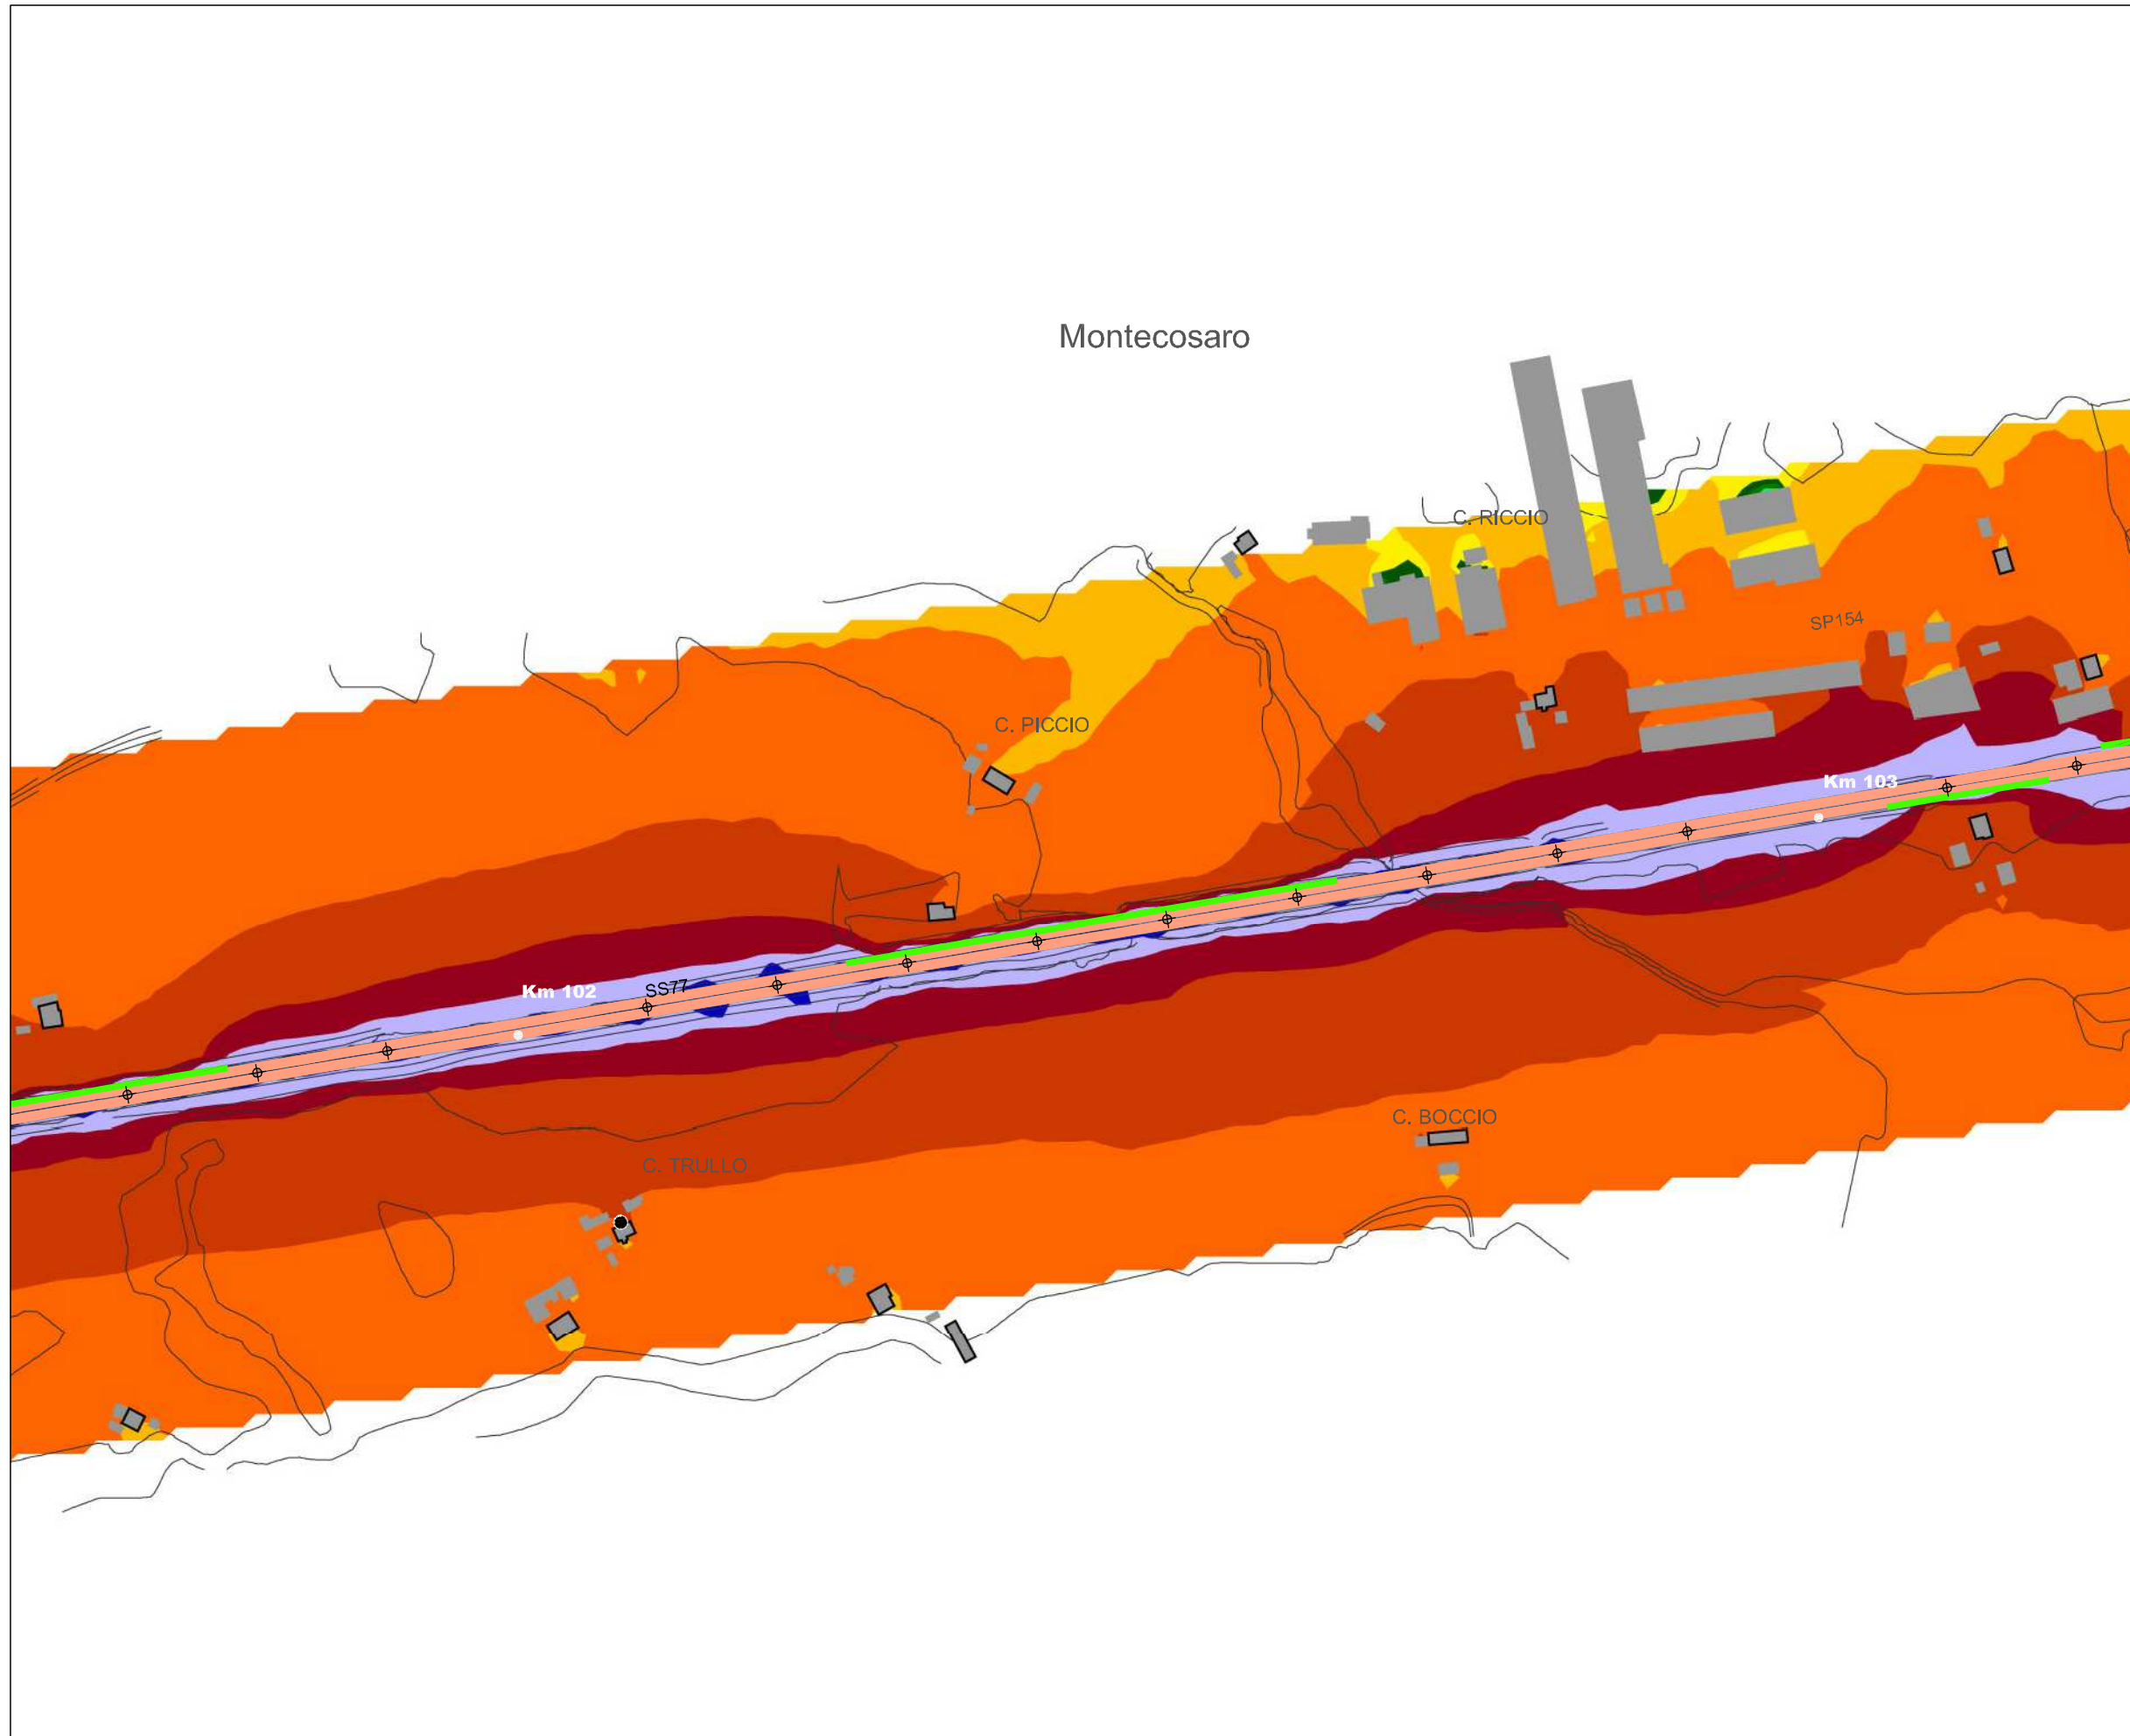 Montecosaro
C. RICCIO
SP154
C. PICCIO
Km 103
Km 102
SS77
C. BOCCIO
C. TRULLO